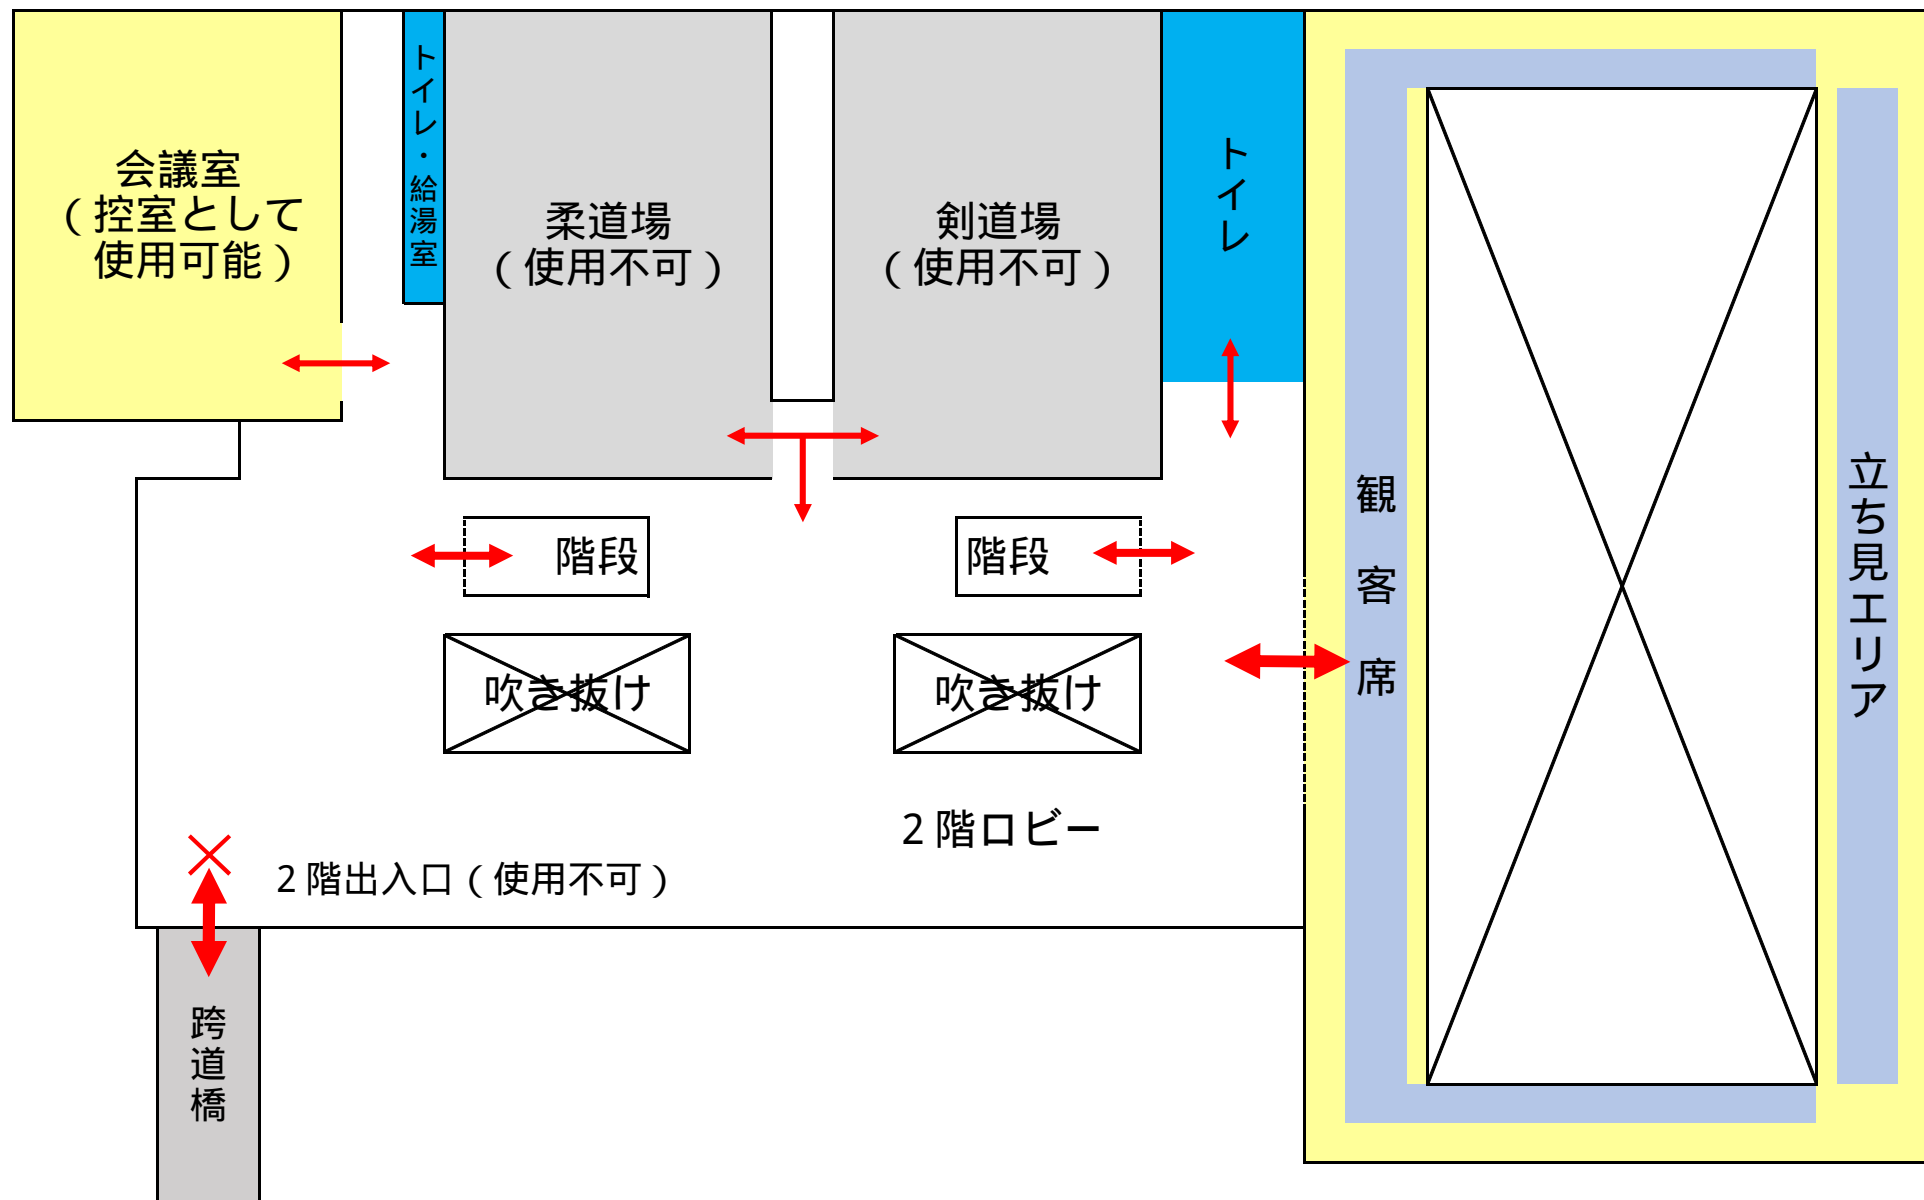 会議室
（控室として
使用可能）
トイレ・給湯室
柔道場
（使用不可）
剣道場
（使用不可）
トイレ
観客席
立ち見エリア
階段
階段
吹き抜け
吹き抜け
２階ロビー
２階出入口（使用不可）
跨道橋